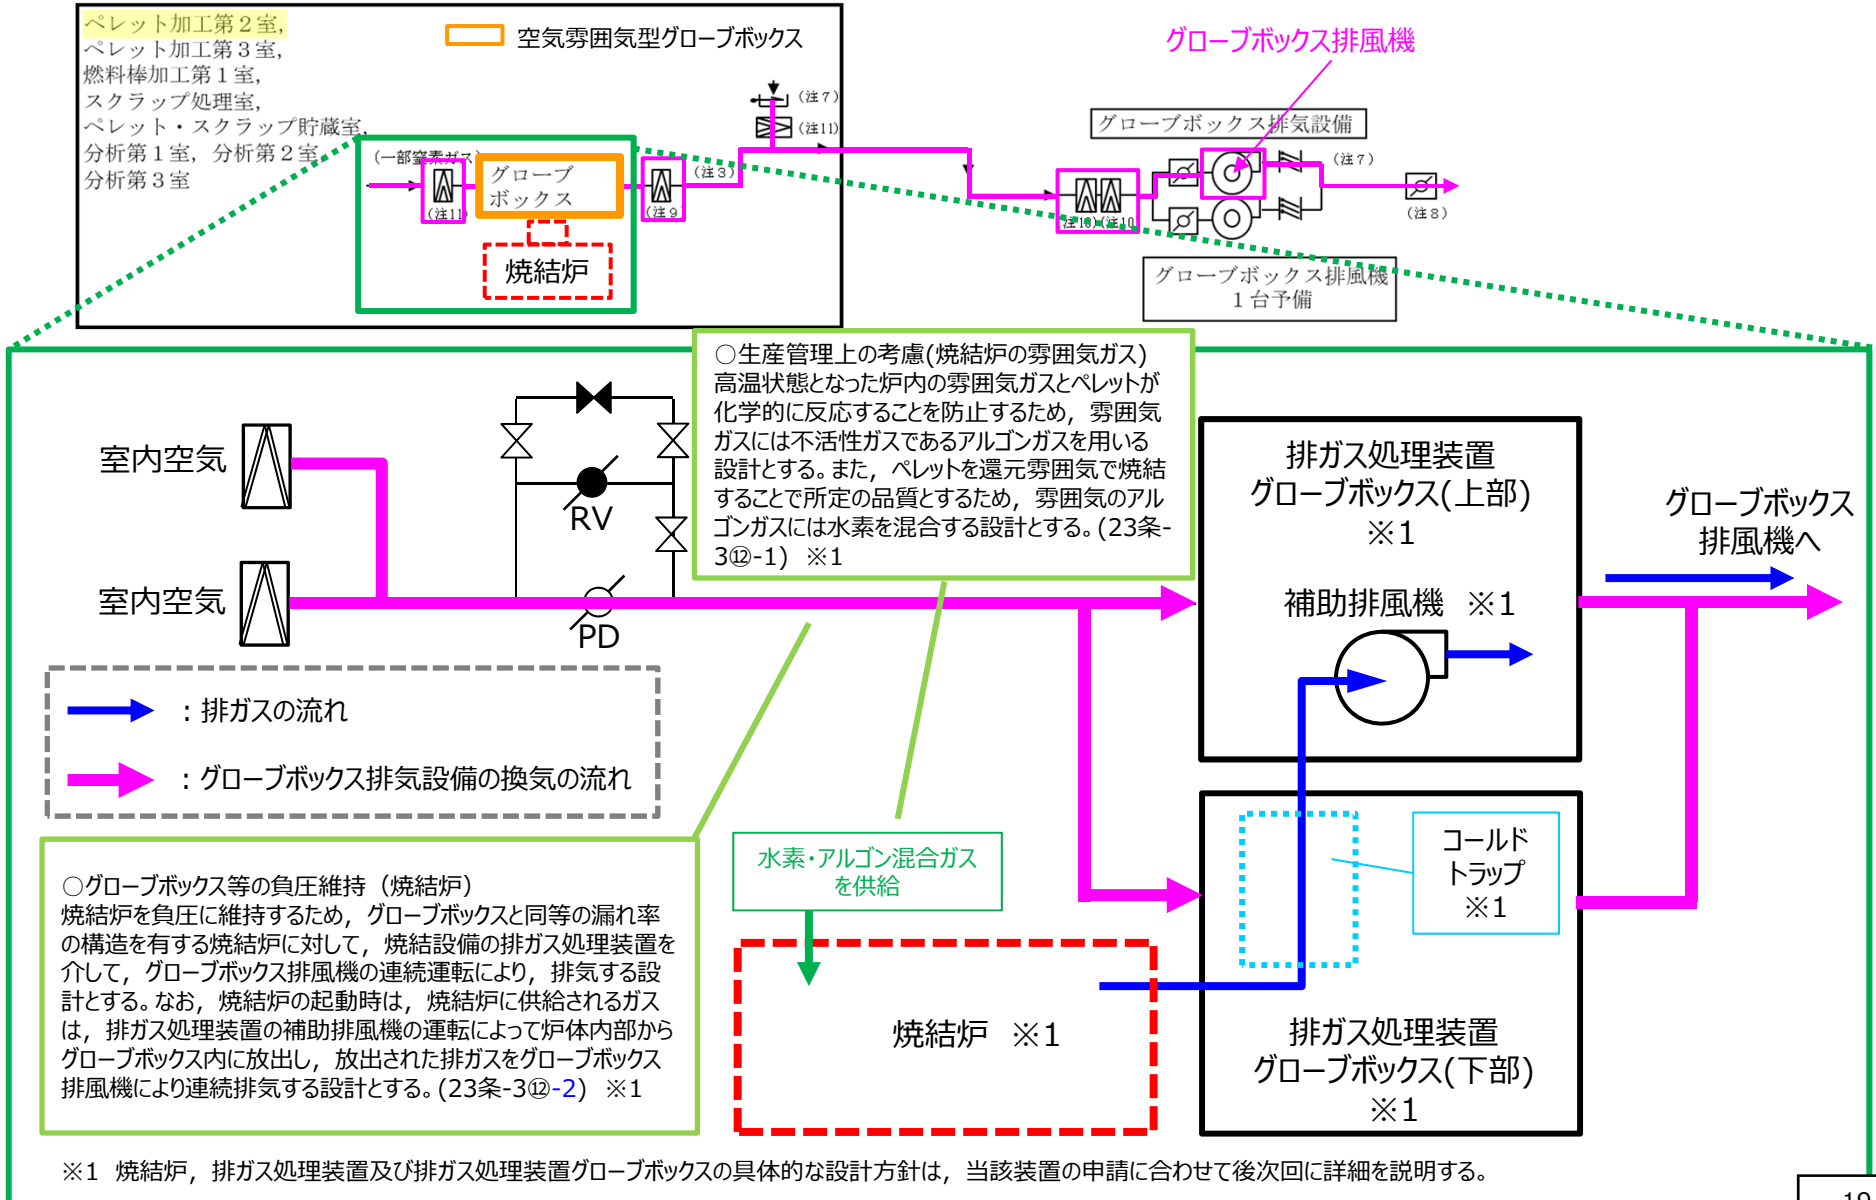 ペレット加工第２室，
ペレット加工第３室，
燃料棒加工第１室，
スクラップ処理室，
ペレット・スクラップ貯蔵室，
分析第１室，分析第２室
分析第３室
空気雰囲気型グローブボックス
(一部窒素ガス)
(注11)
グローブ
ボックス
(注９)
(注３)
(注７)
(注11)
焼結炉
グローブボックス排風機
グローブボックス排気設備
(注７)
(注８)
注10)(注10
グローブボックス排風機
１台予備
○生産管理上の考慮(焼結炉の雰囲気ガス)
高温状態となった炉内の雰囲気ガスとペレットが
化学的に反応することを防止するため，雰囲気
ガスには不活性ガスであるアルゴンガスを用いる
設計とする。また，ペレットを還元雰囲気で焼結
することで所定の品質とするため，雰囲気のアル
ゴンガスには水素を混合する設計とする。(23条-
3⑫-1) ※1
室内空気
室内空気
RV
PD
排ガス処理装置
グローブボックス(上部)
※1
補助排風機 ※1
グローブボックス
排風機へ
：排ガスの流れ
：グローブボックス排気設備の換気の流れ
○グローブボックス等の負圧維持（焼結炉）
焼結炉を負圧に維持するため，グローブボックスと同等の漏れ率
の構造を有する焼結炉に対して，焼結設備の排ガス処理装置を
介して，グローブボックス排風機の連続運転により，排気する設
計とする。なお，焼結炉の起動時は，焼結炉に供給されるガス
は，排ガス処理装置の補助排風機の運転によって炉体内部から
グローブボックス内に放出し，放出された排ガスをグローブボックス
排風機により連続排気する設計とする。(23条-3⑫-2) ※1
水素・アルゴン混合ガス
を供給
焼結炉 ※1
コールド
トラップ
※1
排ガス処理装置
グローブボックス(下部)
※1
※1 焼結炉，排ガス処理装置及び排ガス処理装置グローブボックスの具体的な設計方針は，当該装置の申請に合わせて後次回に詳細を説明する。